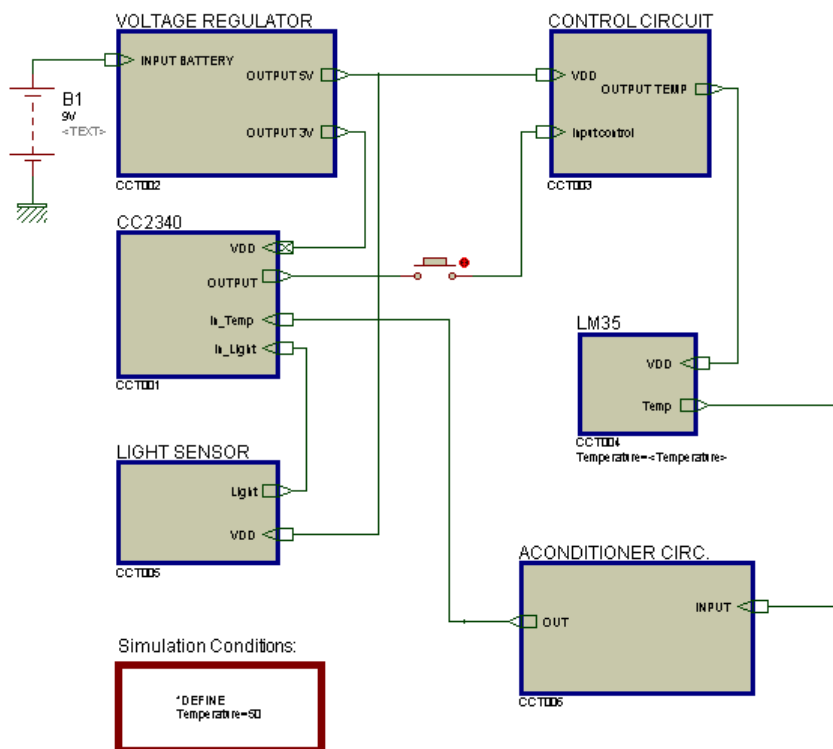 VOLTAGE REGULATOR
INPUT BATTERY
OUTPUT 5V
OUTPUT 3V
CCT002
CONTROL CIRCUIT
VDD
OUTPUT TEMP
Input control
CCT003
B1
9V
<TEXT>
CC2340
VDD
OUTPUT
In_Temp
In_Light
CCT001
LM35
VDD
Temp
CCT004
Temperature=<Temperature>
LIGHT SENSOR
Light
VDD
CCT005
ACONDITIONER CIRC.
INPUT
OUT
CCT006
Simulation Conditions:
*DEFINE
Temperature=50